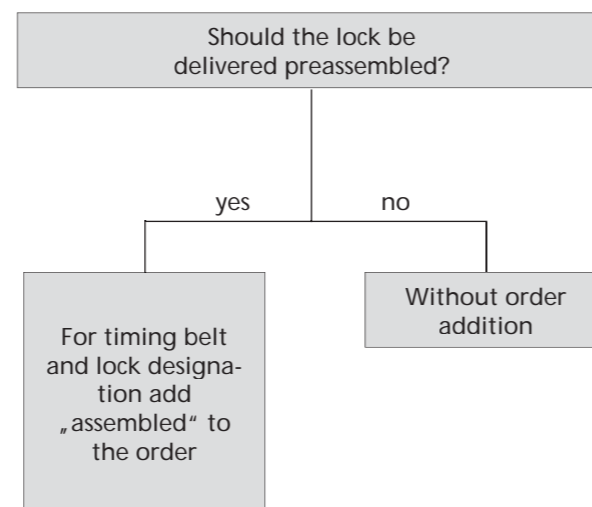 Should the lock be
delivered preassembled?
yes
no
For timing belt
and lock designa-
tion add
„assembled“ to
the order
Without order
addition